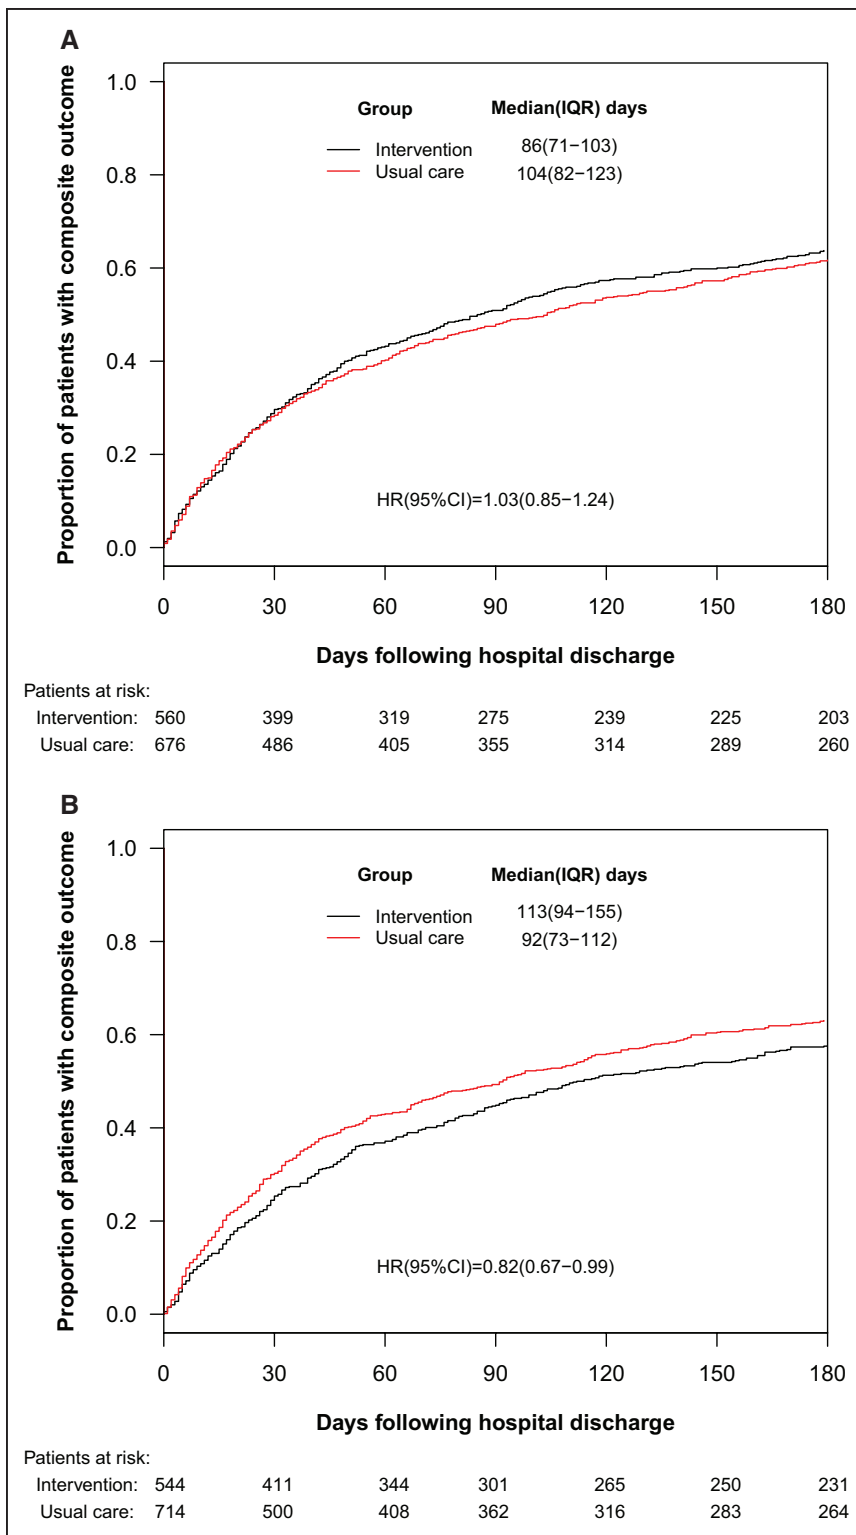 A
Proportion of patients with composite outcome
1.0
0.8
0.6
0.4
0.2
0.0
Group Median(IQR) days
Intervention 86(71−103)
Usual care 104(82−123)
HR(95%CI)=1.03(0.85−1.24)
0 30 60 90 120 150 180
Days following hospital discharge
Patients at risk:
Intervention: 560 399 319 275 239 225 203
Usual care: 676 486 405 355 314 289 260
B
Proportion of patients with composite outcome
1.0
0.8
0.6
0.4
0.2
0.0
Group Median(IQR) days
Intervention 113(94−155)
Usual care 92(73−112)
HR(95%CI)=0.82(0.67−0.99)
0 30 60 90 120 150 180
Days following hospital discharge
Patients at risk:
Intervention: 544 411 344 301 265 250 231
Usual care: 714 500 408 362 316 283 264